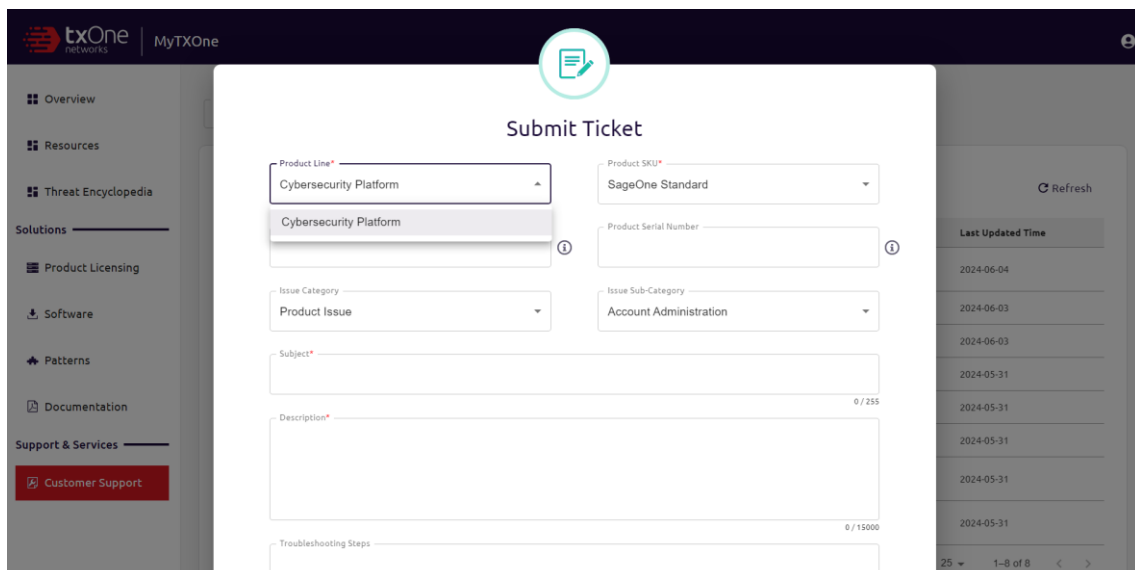 txOne
networks
MyTXOne
Overview
Resources
Threat Encyclopedia
Solutions
Product Licensing
Software
Patterns
Documentation
Support & Services
Customer Support
Submit Ticket
Product Line*
Cybersecurity Platform
Cybersecurity Platform
Product SKU*
SageOne Standard
Product Serial Number
Issue Category
Product Issue
Issue Sub-Category
Account Administration
Subject*
0 / 255
Description*
0 / 15000
Troubleshooting Steps
Refresh
Last Updated Time
2024-06-04
2024-06-03
2024-06-03
2024-05-31
2024-05-31
2024-05-31
2024-05-31
2024-05-31
25
1–8 of 8